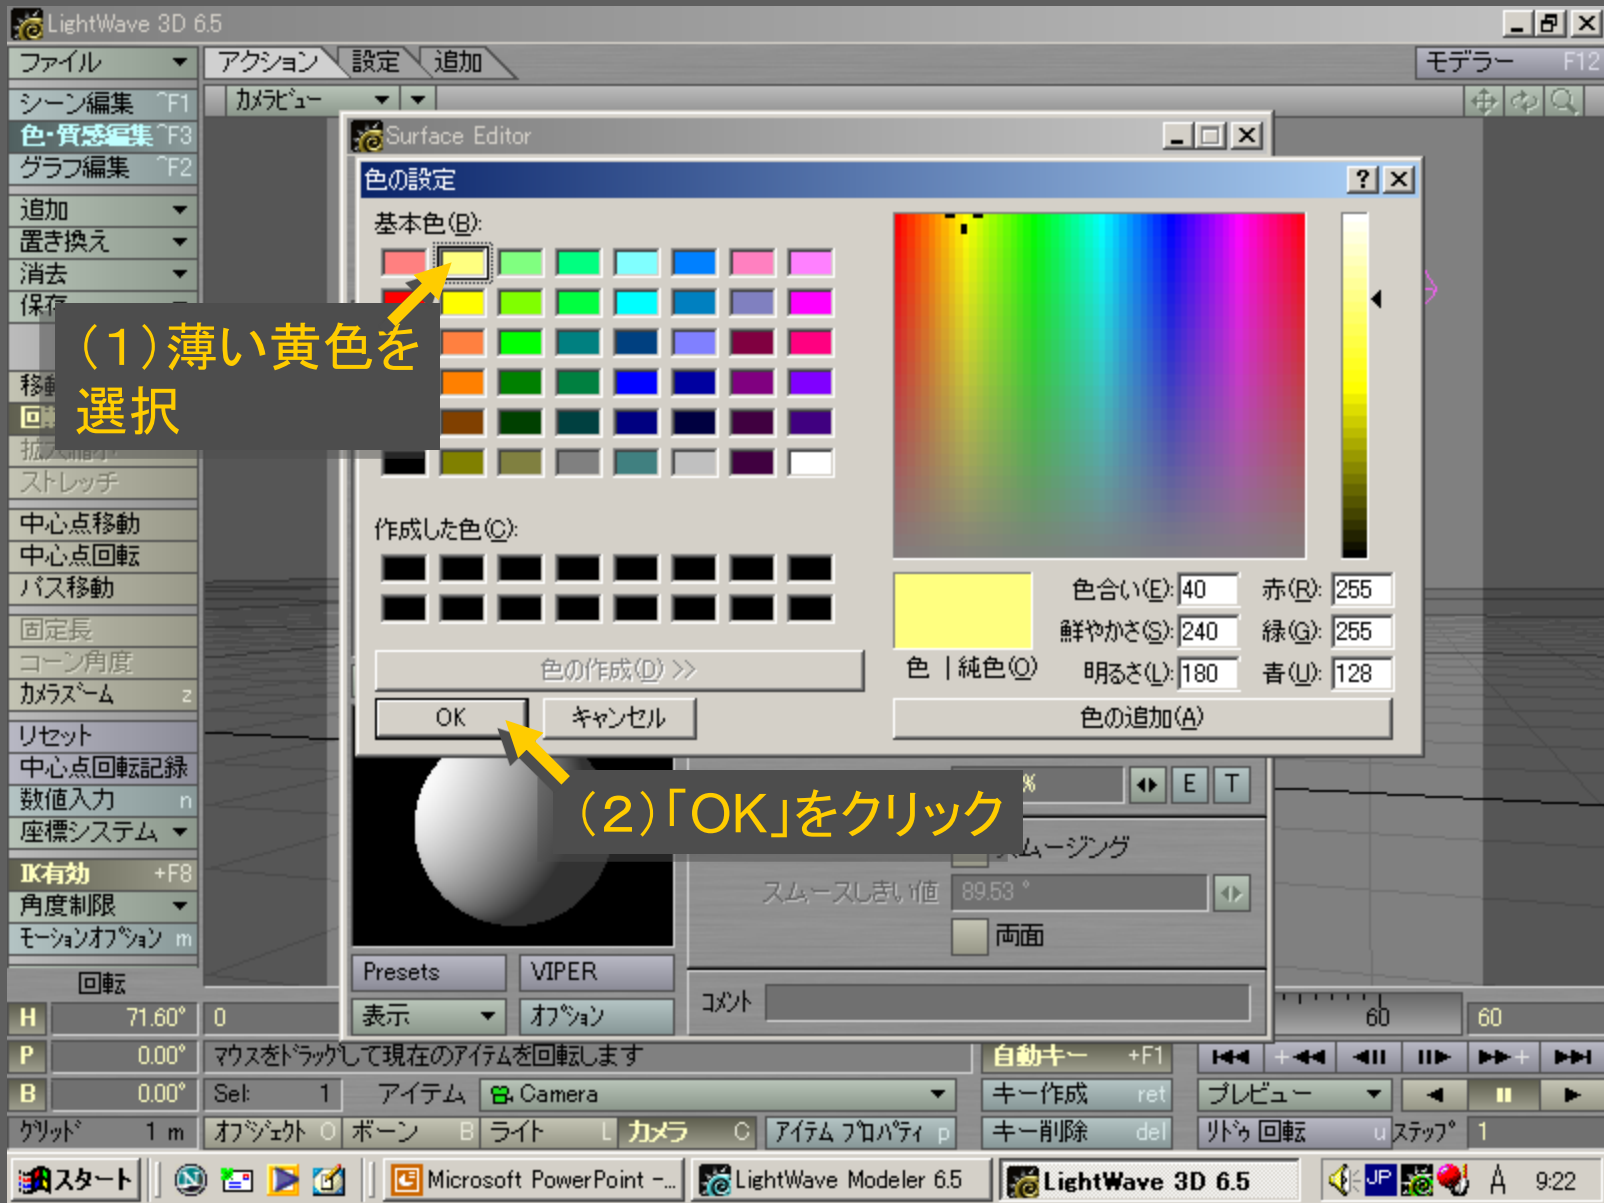 LightWave 3D 6.5
ファイル
アクション
設定
追加
モデラー F12
シーン編集 ^F1
カメラビュー
色・質感編集 ^F3
グラフ編集 ^F2
追加
置き換え
消去
保存
Surface Editor
色の設定
基本色(B):
(1)薄い黄色を
選択
ストレッチ
中心点移動
中心点回転
パス移動
固定長
コーン角度
カメラズーム z
リセット
中心点回転記録
数値入力 n
座標システム
IK有効 +F8
角度制限
モーションオプション m
作成した色(C):
色の作成(D) >>
OK
キャンセル
色 | 純色(O)
色合い(E): 40
赤(R): 255
鮮やかさ(S): 240
緑(G): 255
明るさ(L): 180
青(U): 128
色の追加(A)
(2)「OK」をクリック
% E T
スムージング
スムースしきい値 89.53 °
両面
Presets
VIPER
表示
オプション
コメント
回転
H 71.60°
0
60
60
P 0.00°
マウスをドラッグして現在のアイテムを回転します
自動キー +F1
B 0.00°
Sel: 1
アイテム Camera
キー作成 ret
プレビュー
グリッド 1 m
オブジェクト O
ボーン B
ライト L
カメラ C
アイテム プロパティ p
キー削除 del
リドゥ 回転 u
ステップ 1
スタート
Microsoft PowerPoint -...
LightWave Modeler 6.5
LightWave 3D 6.5
JP
A
9:22